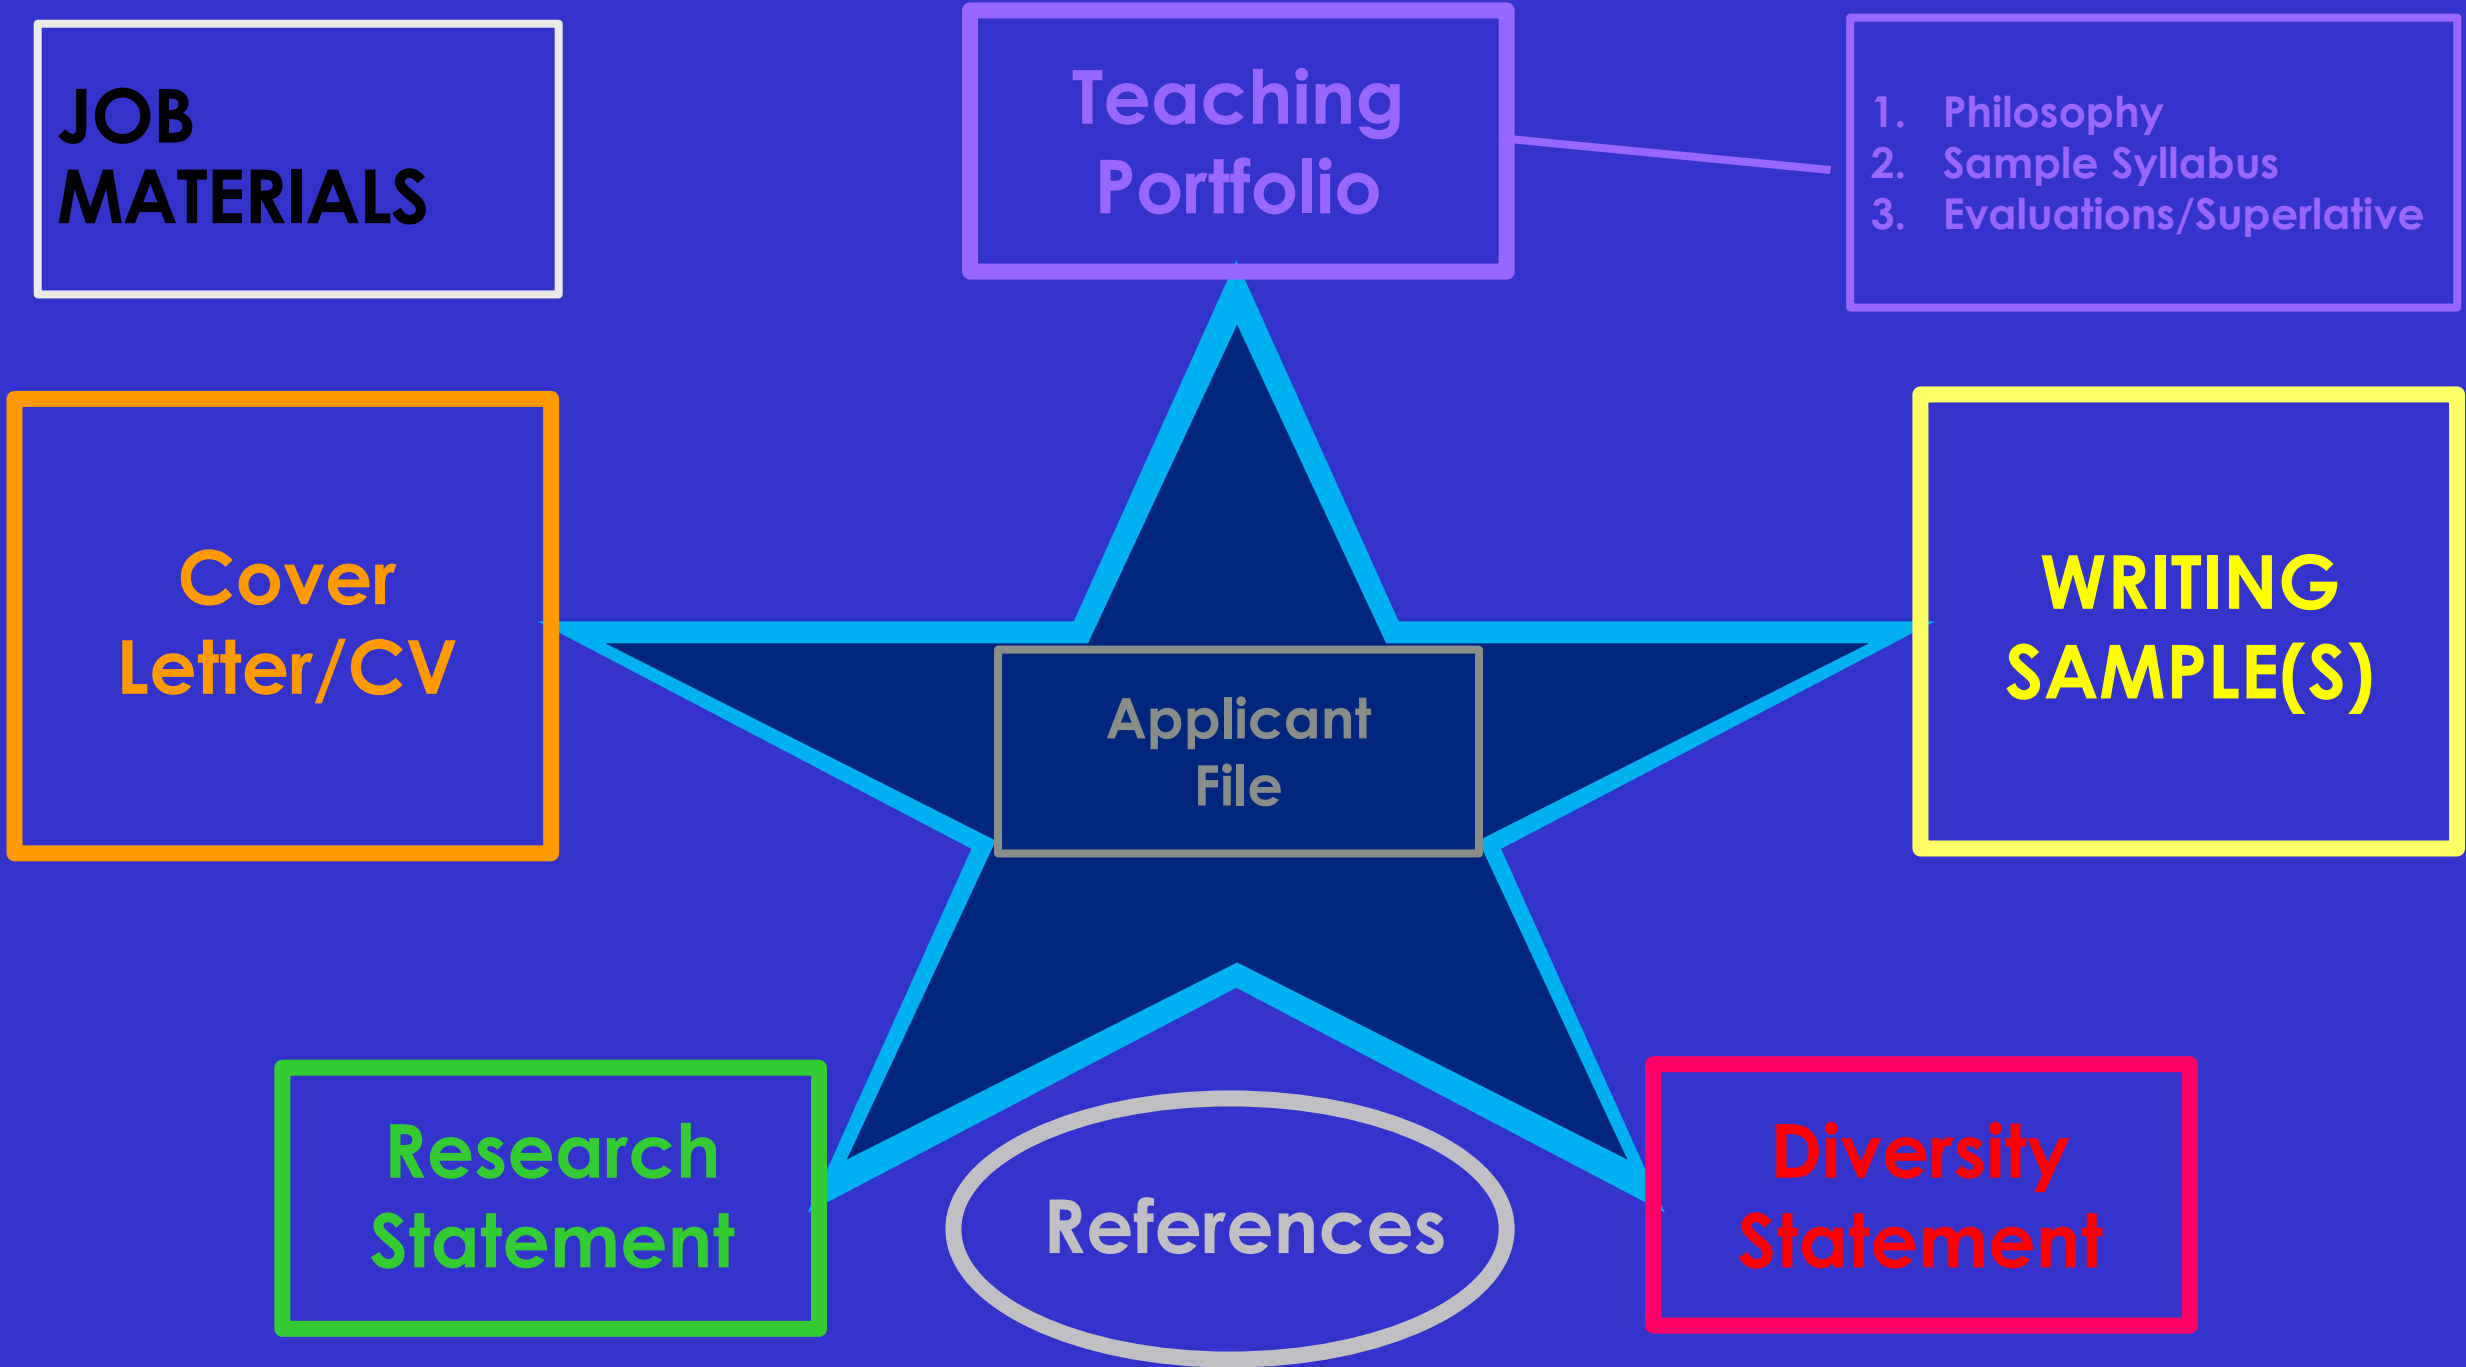 JOB
MATERIALS
Teaching
Portfolio
1. Philosophy
2. Sample Syllabus
3. Evaluations/Superlative
Cover
Letter/CV
WRITING
SAMPLE(S)
Applicant
File
Research
Statement
References
Diversity
Statement